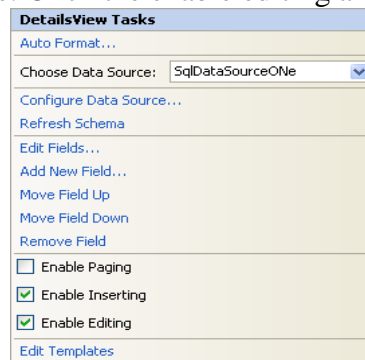 DetailsView Tasks
Auto Format...
Choose Data Source: SqlDataSourceONe
Configure Data Source...
Refresh Schema
Edit Fields...
Add New Field...
Move Field Up
Move Field Down
Remove Field
Enable Paging
Enable Inserting
Enable Editing
Edit Templates